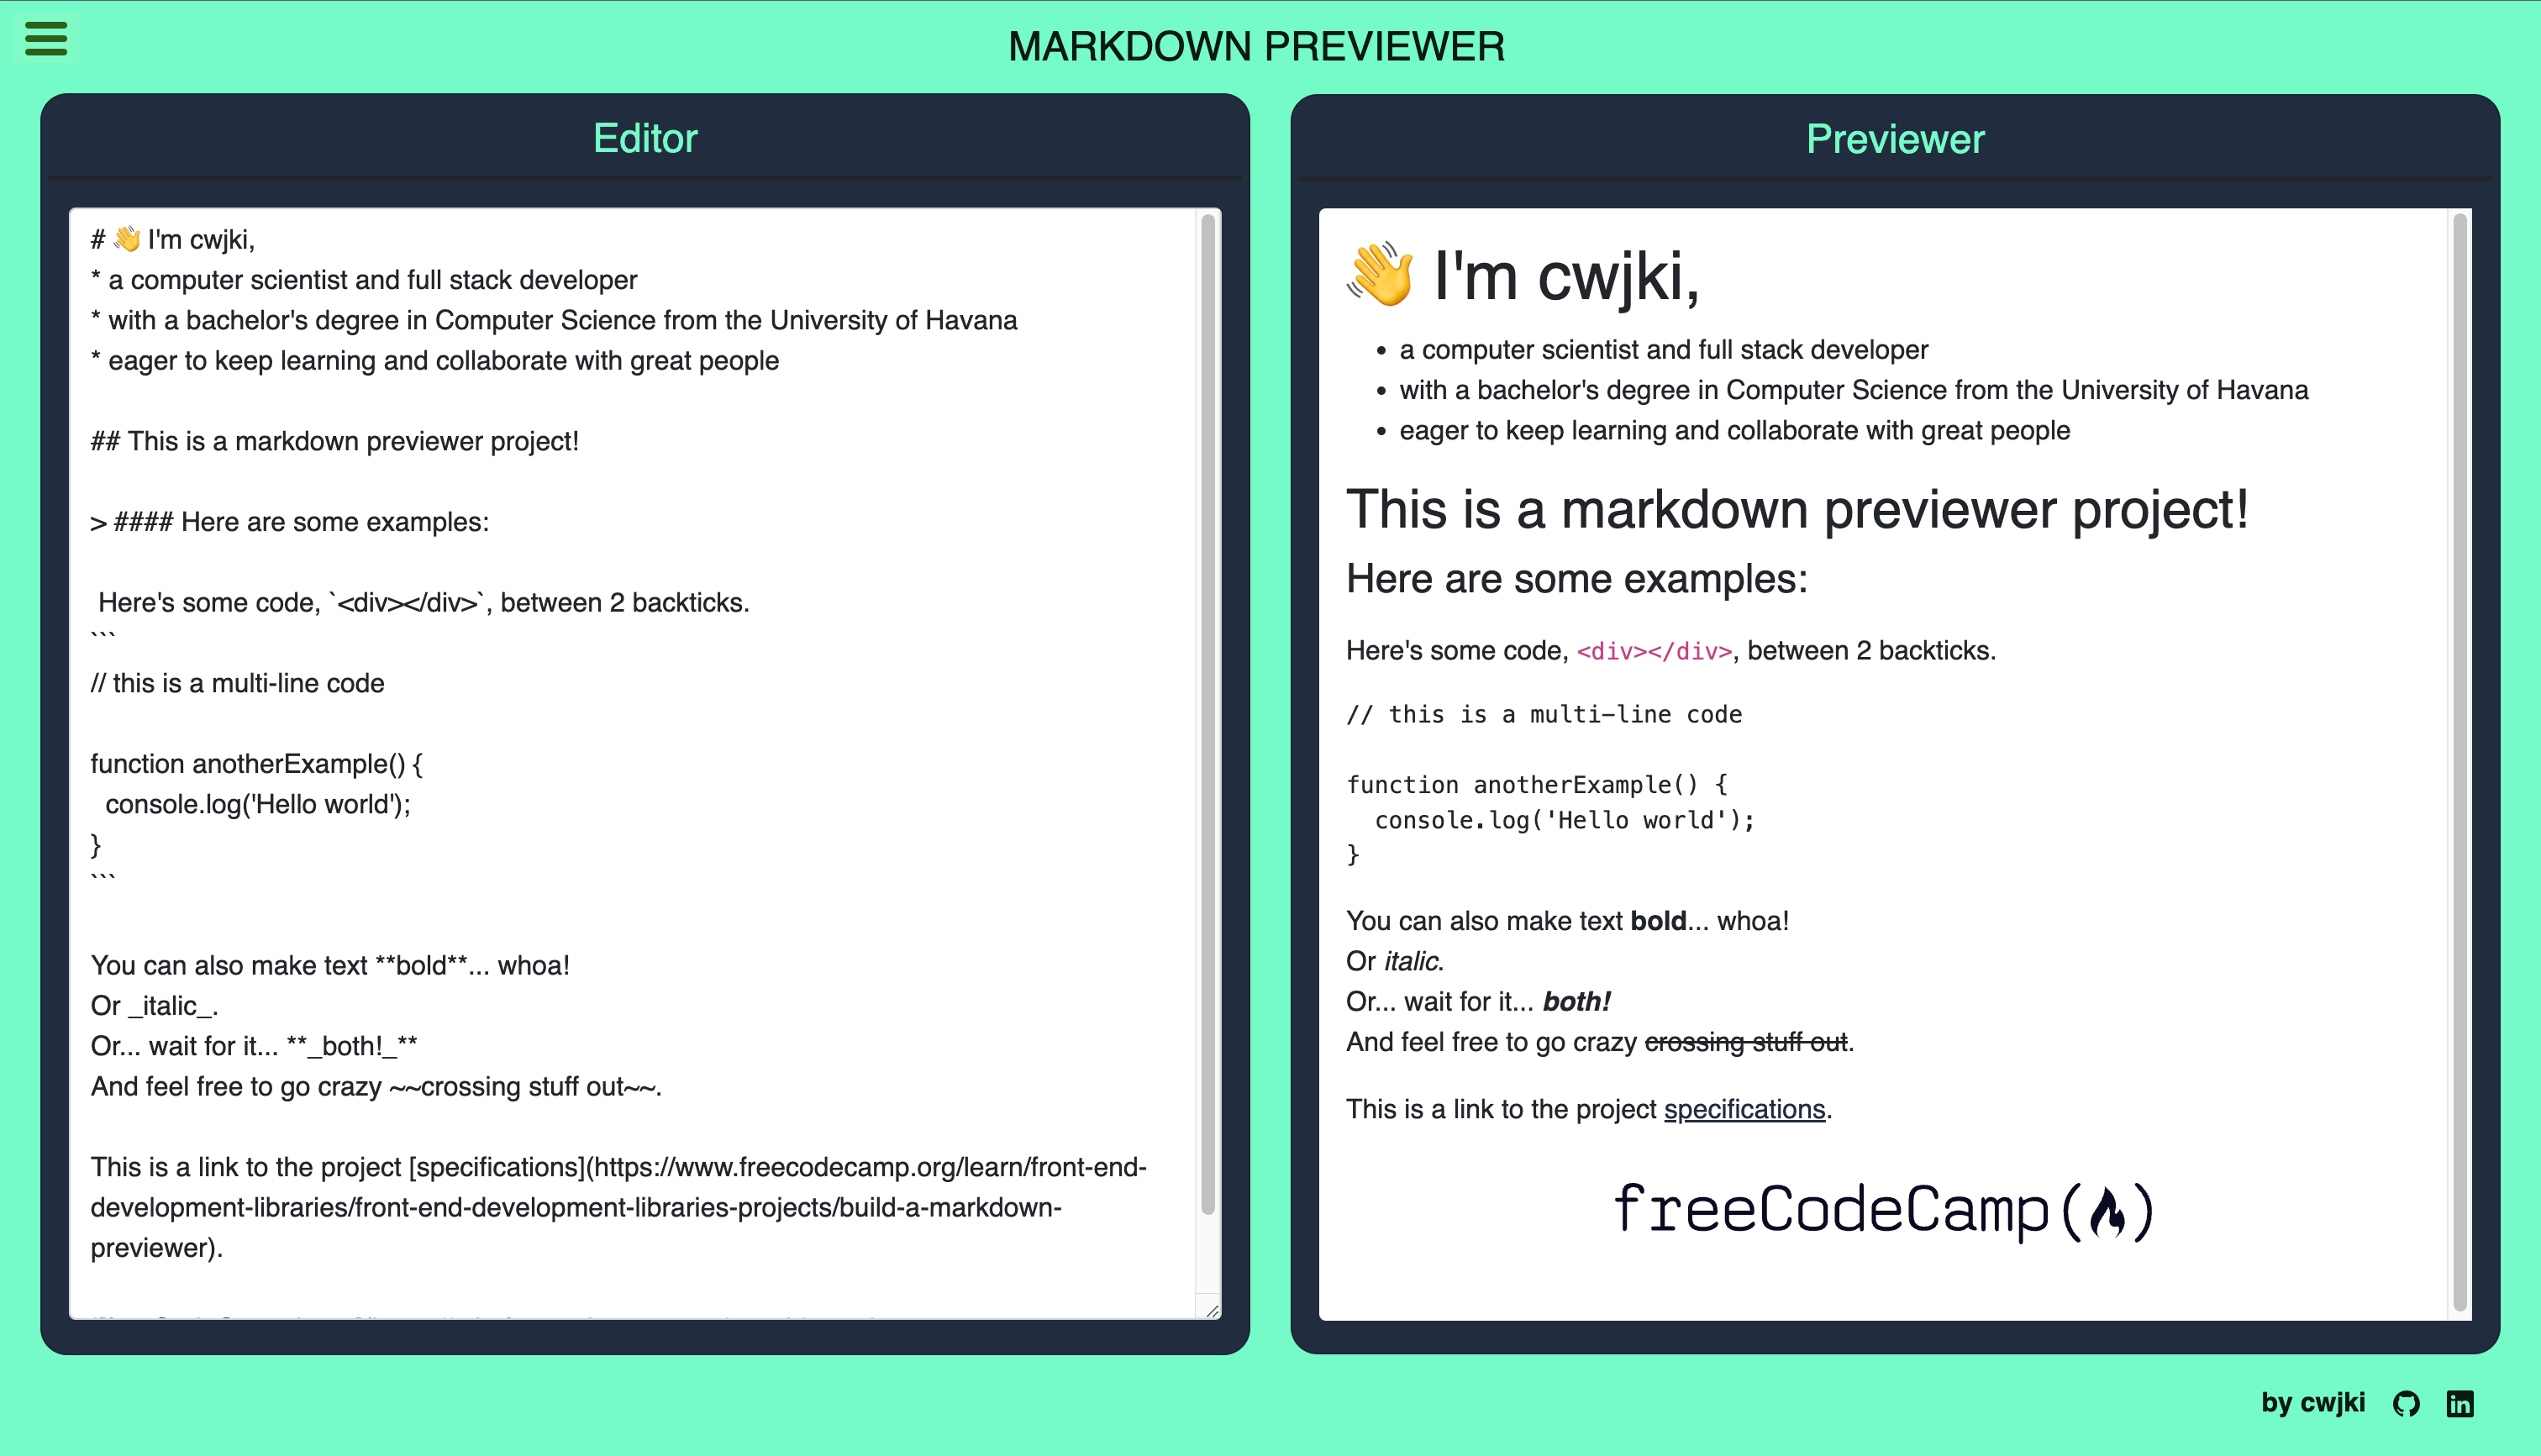 MARKDOWN PREVIEWER
Editor
# 👋 I'm cwjki,
* a computer scientist and full stack developer
* with a bachelor's degree in Computer Science from the University of Havana
* eager to keep learning and collaborate with great people
## This is a markdown previewer project!
> #### Here are some examples:
Here's some code, `<div></div>`, between 2 backticks.
```
// this is a multi-line code
function anotherExample() {
  console.log('Hello world');
}
```
You can also make text **bold**... whoa!
Or _italic_.
Or... wait for it... **_both!_**
And feel free to go crazy ~~crossing stuff out~~.
This is a link to the project [specifications](https://www.freecodecamp.org/learn/front-end-
development-libraries/front-end-development-libraries-projects/build-a-markdown-
previewer).
Previewer
👋 I'm cwjki,
• a computer scientist and full stack developer
• with a bachelor's degree in Computer Science from the University of Havana
• eager to keep learning and collaborate with great people
This is a markdown previewer project!
Here are some examples:
Here's some code, <div></div>, between 2 backticks.
// this is a multi-line code
function anotherExample() {
  console.log('Hello world');
}
You can also make text bold... whoa!
Or italic.
Or... wait for it... both!
And feel free to go crazy crossing stuff out.
This is a link to the project specifications.
freeCodeCamp(🔥)
by cwjki